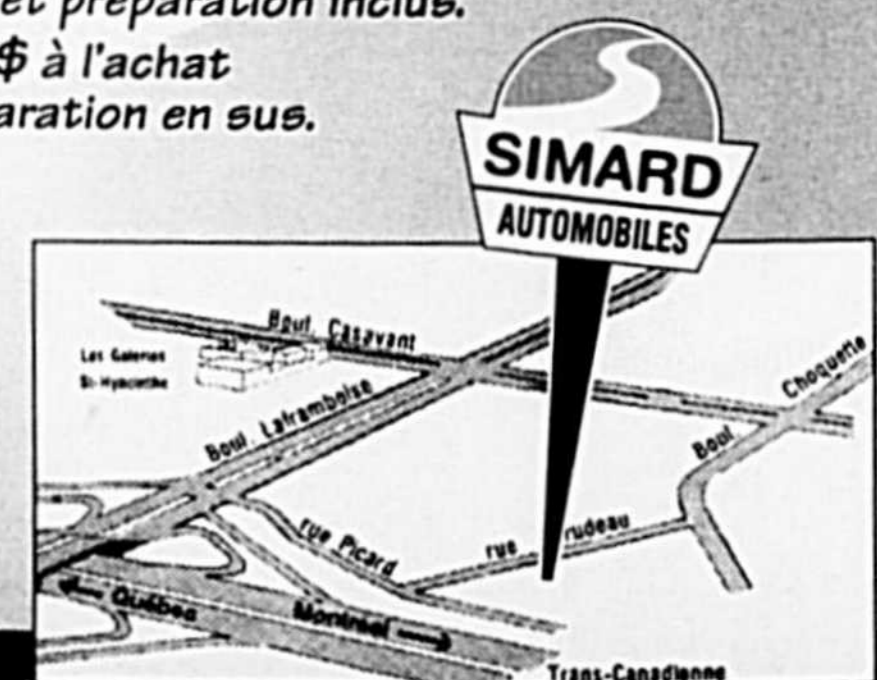 et préparation inclus.
$ à l'achat
aration en sus.
SIMARD
AUTOMOBILES
Boul. Casavant
Les Galeries
St-Hyacinthe
Boul. Laframboise
Boul. Choquette
rue Picard
rue rudeau
Québec
Montréal
Trans-Canadienne